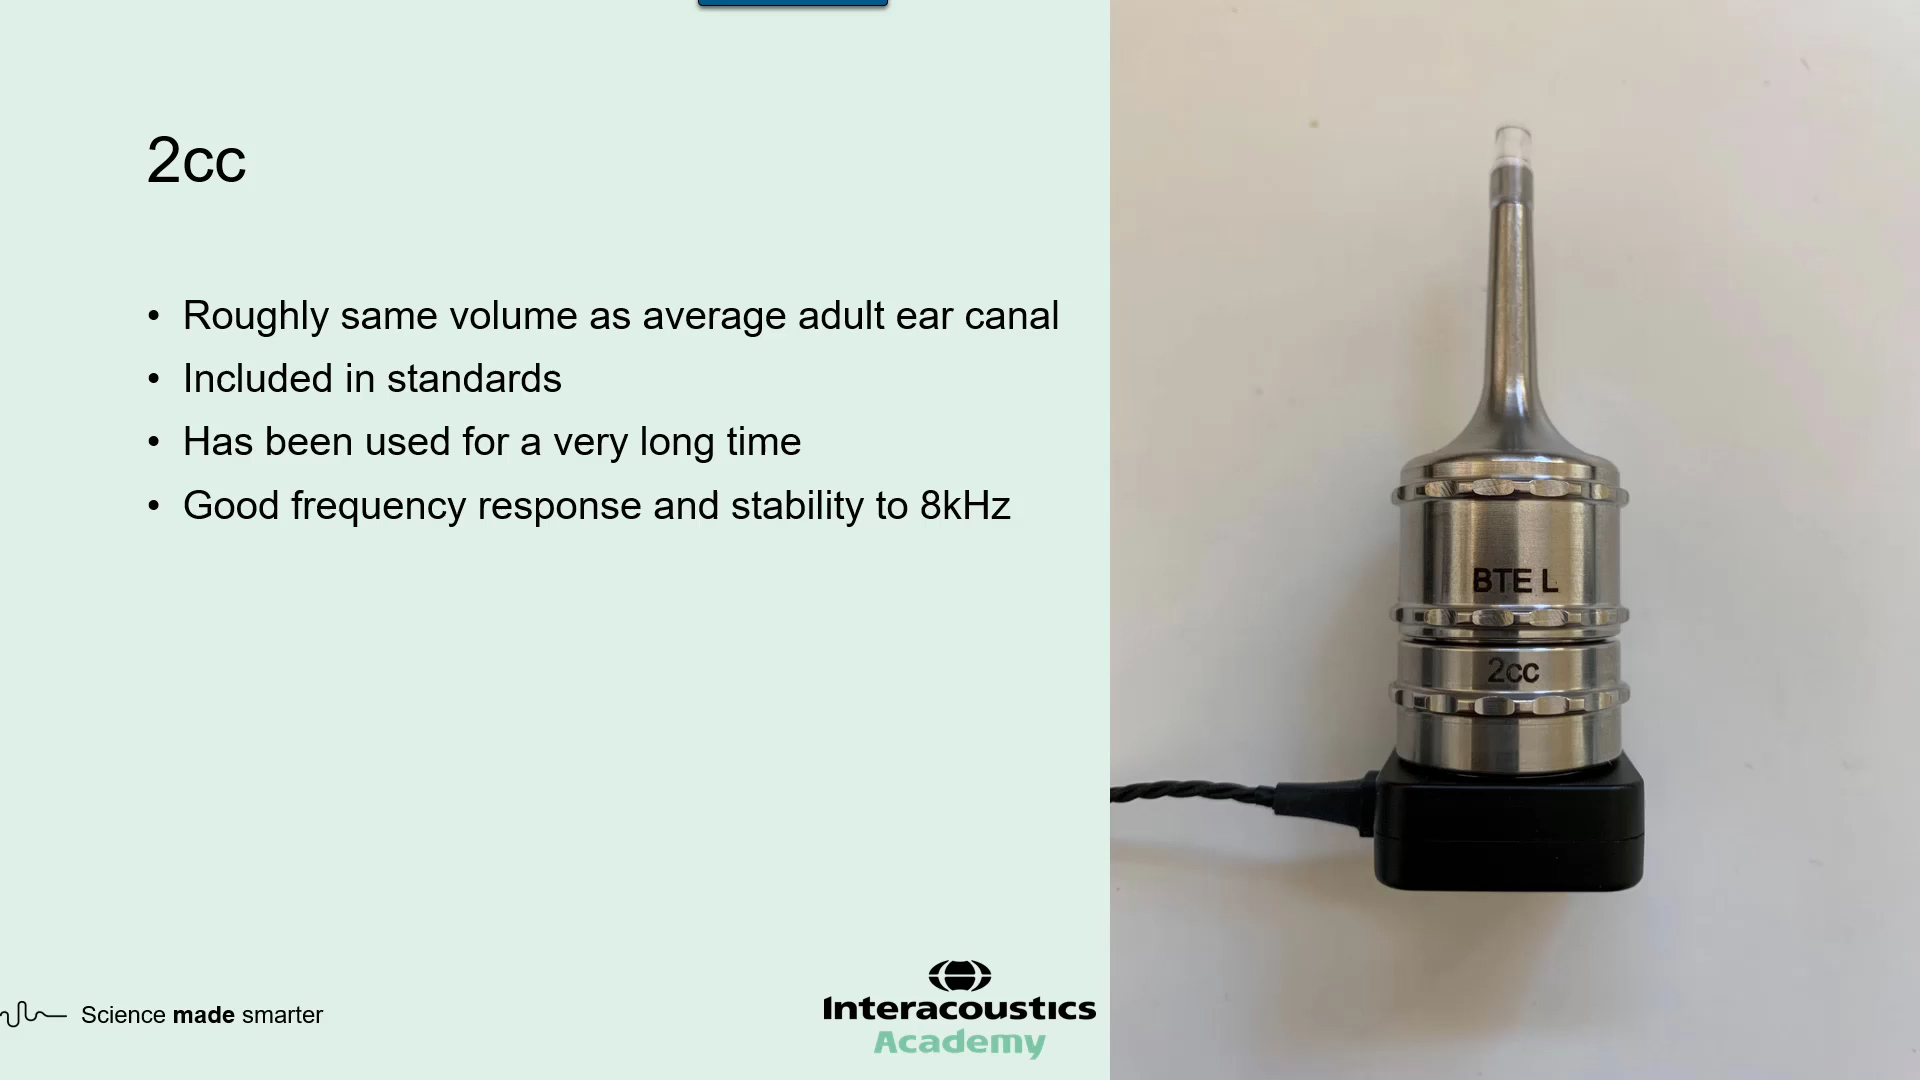 2cc
• Roughly same volume as average adult ear canal
• Included in standards
• Has been used for a very long time
• Good frequency response and stability to 8kHz
BTE L
2cc
Science made smarter
Interacoustics
Academy